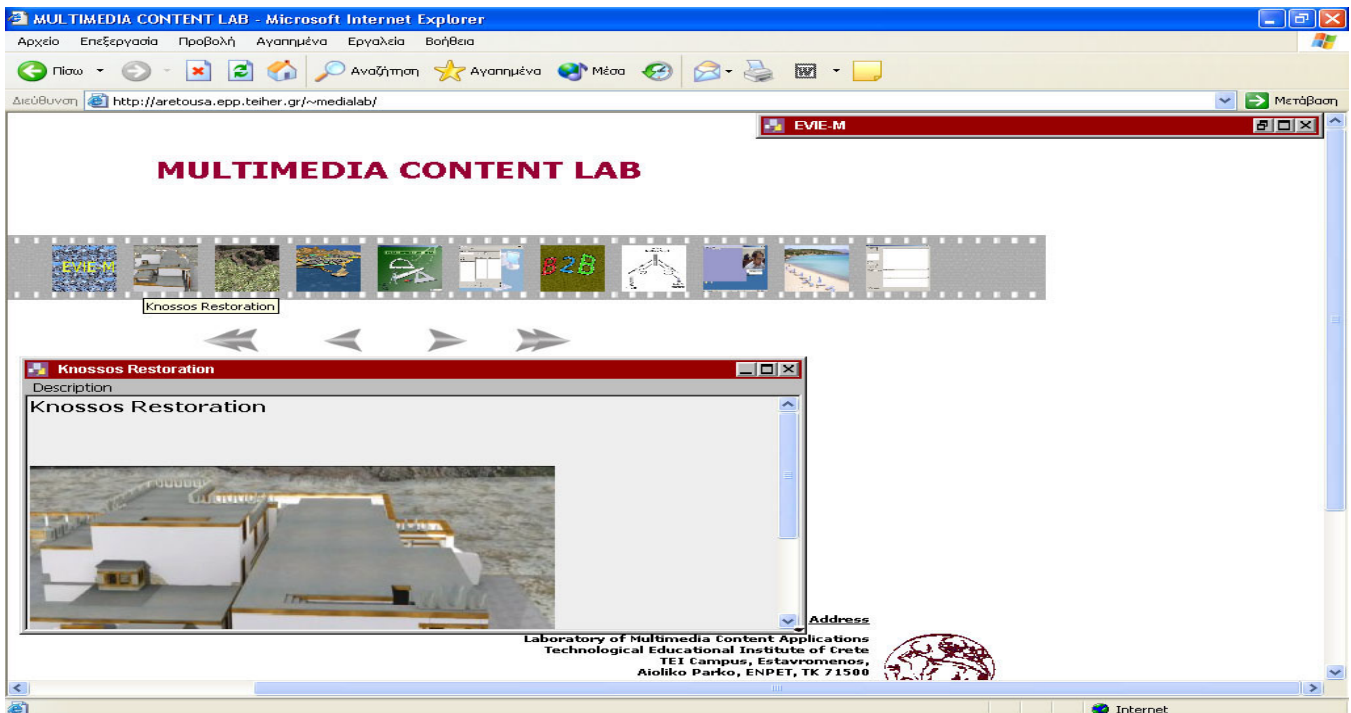 MULTIMEDIA CONTENT LAB - Microsoft Internet Explorer
Αρχείο Επεξεργασία Προβολή Αγαπημένα Εργαλεία Βοήθεια
Πίσω Αναζήτηση Αγαπημένα Μέσα
Διεύθυνση http://aretousa.epp.teiher.gr/~medialab/ Μετάβαση
EVIE-M
MULTIMEDIA CONTENT LAB
EVIE-M B2B
Knossos Restoration
Knossos Restoration
Description
Knossos Restoration
Address
Laboratory of Multimedia Content Applications
Technological Educational Institute of Crete
TEI Campus, Estavromenos,
Aioliko Parko, ENPET, TK 71500
Internet